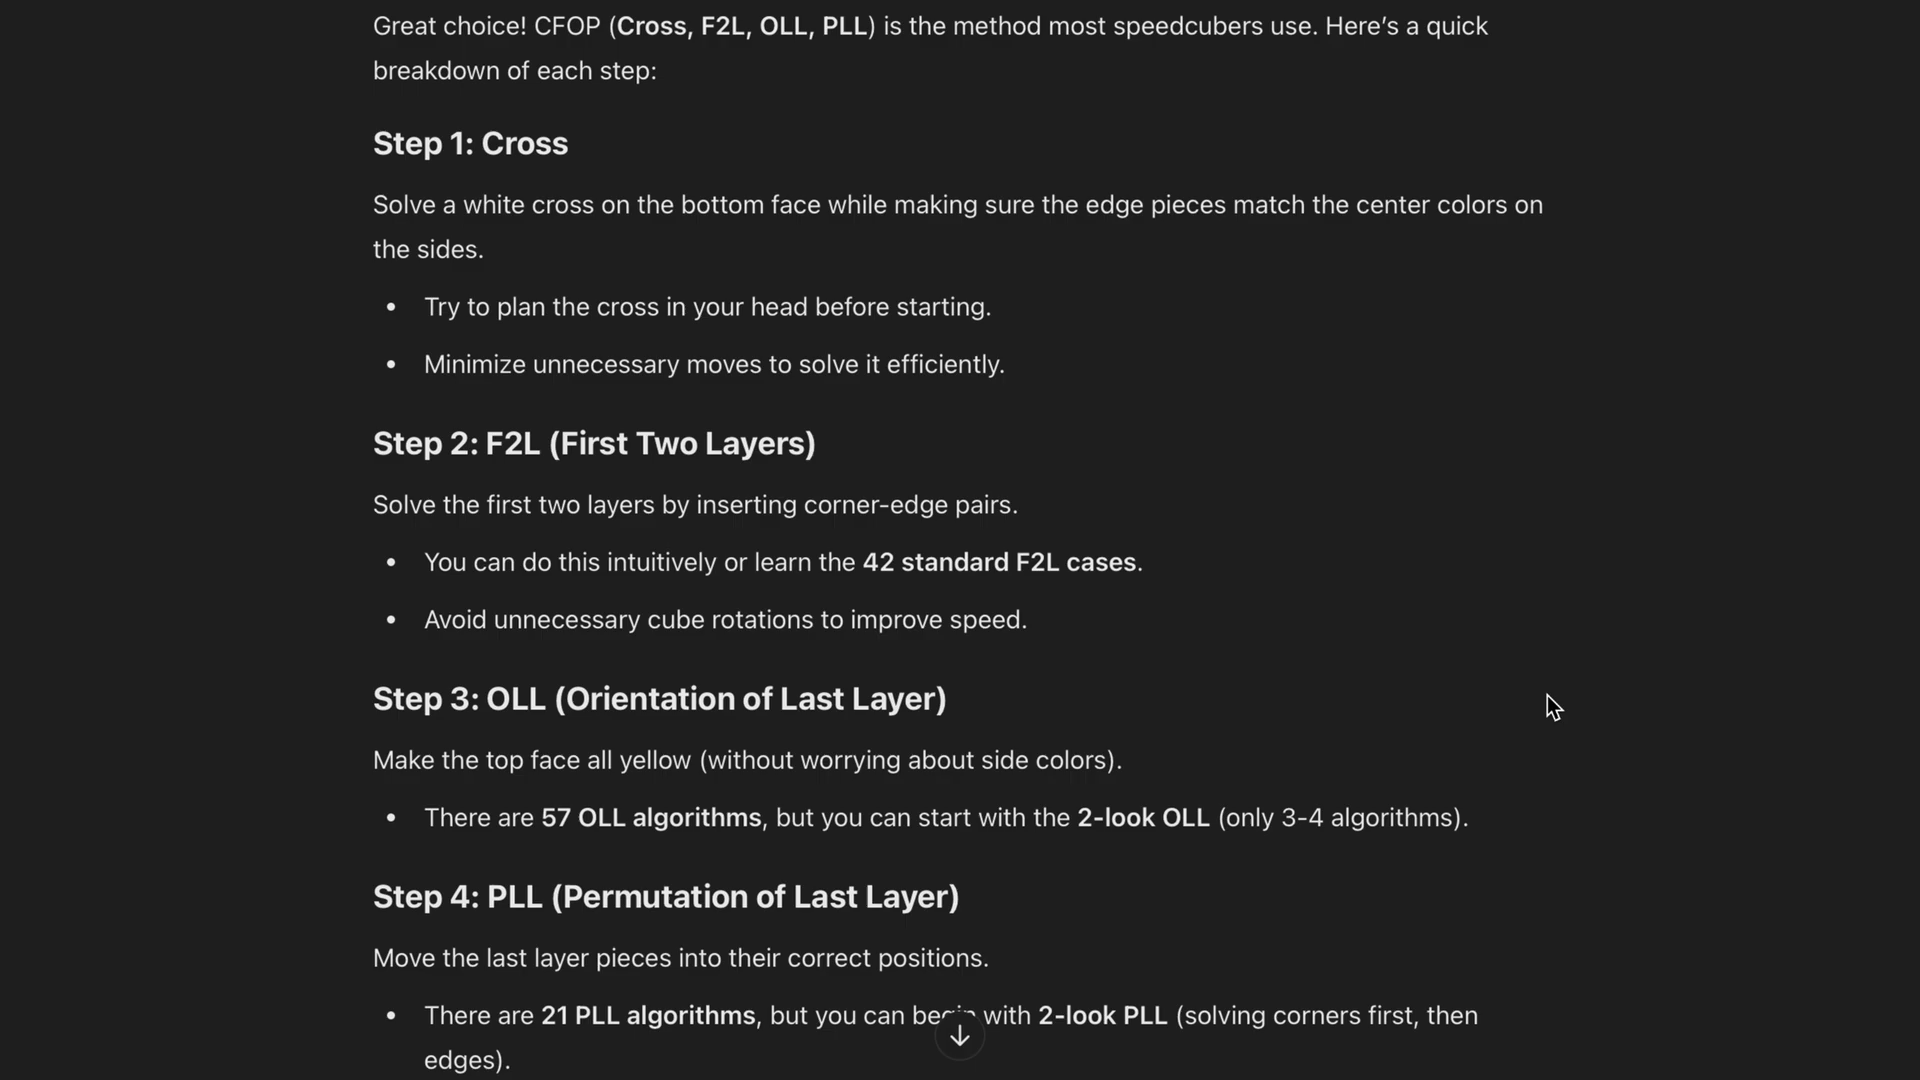 Great choice! CFOP (Cross, F2L, OLL, PLL) is the method most speedcubers use. Here’s a quick
breakdown of each step:
Step 1: Cross
Solve a white cross on the bottom face while making sure the edge pieces match the center colors on
the sides.
• Try to plan the cross in your head before starting.
• Minimize unnecessary moves to solve it efficiently.
Step 2: F2L (First Two Layers)
Solve the first two layers by inserting corner-edge pairs.
• You can do this intuitively or learn the 42 standard F2L cases.
• Avoid unnecessary cube rotations to improve speed.
Step 3: OLL (Orientation of Last Layer)
Make the top face all yellow (without worrying about side colors).
• There are 57 OLL algorithms, but you can start with the 2-look OLL (only 3-4 algorithms).
Step 4: PLL (Permutation of Last Layer)
Move the last layer pieces into their correct positions.
• There are 21 PLL algorithms, but you can begin with 2-look PLL (solving corners first, then
edges).